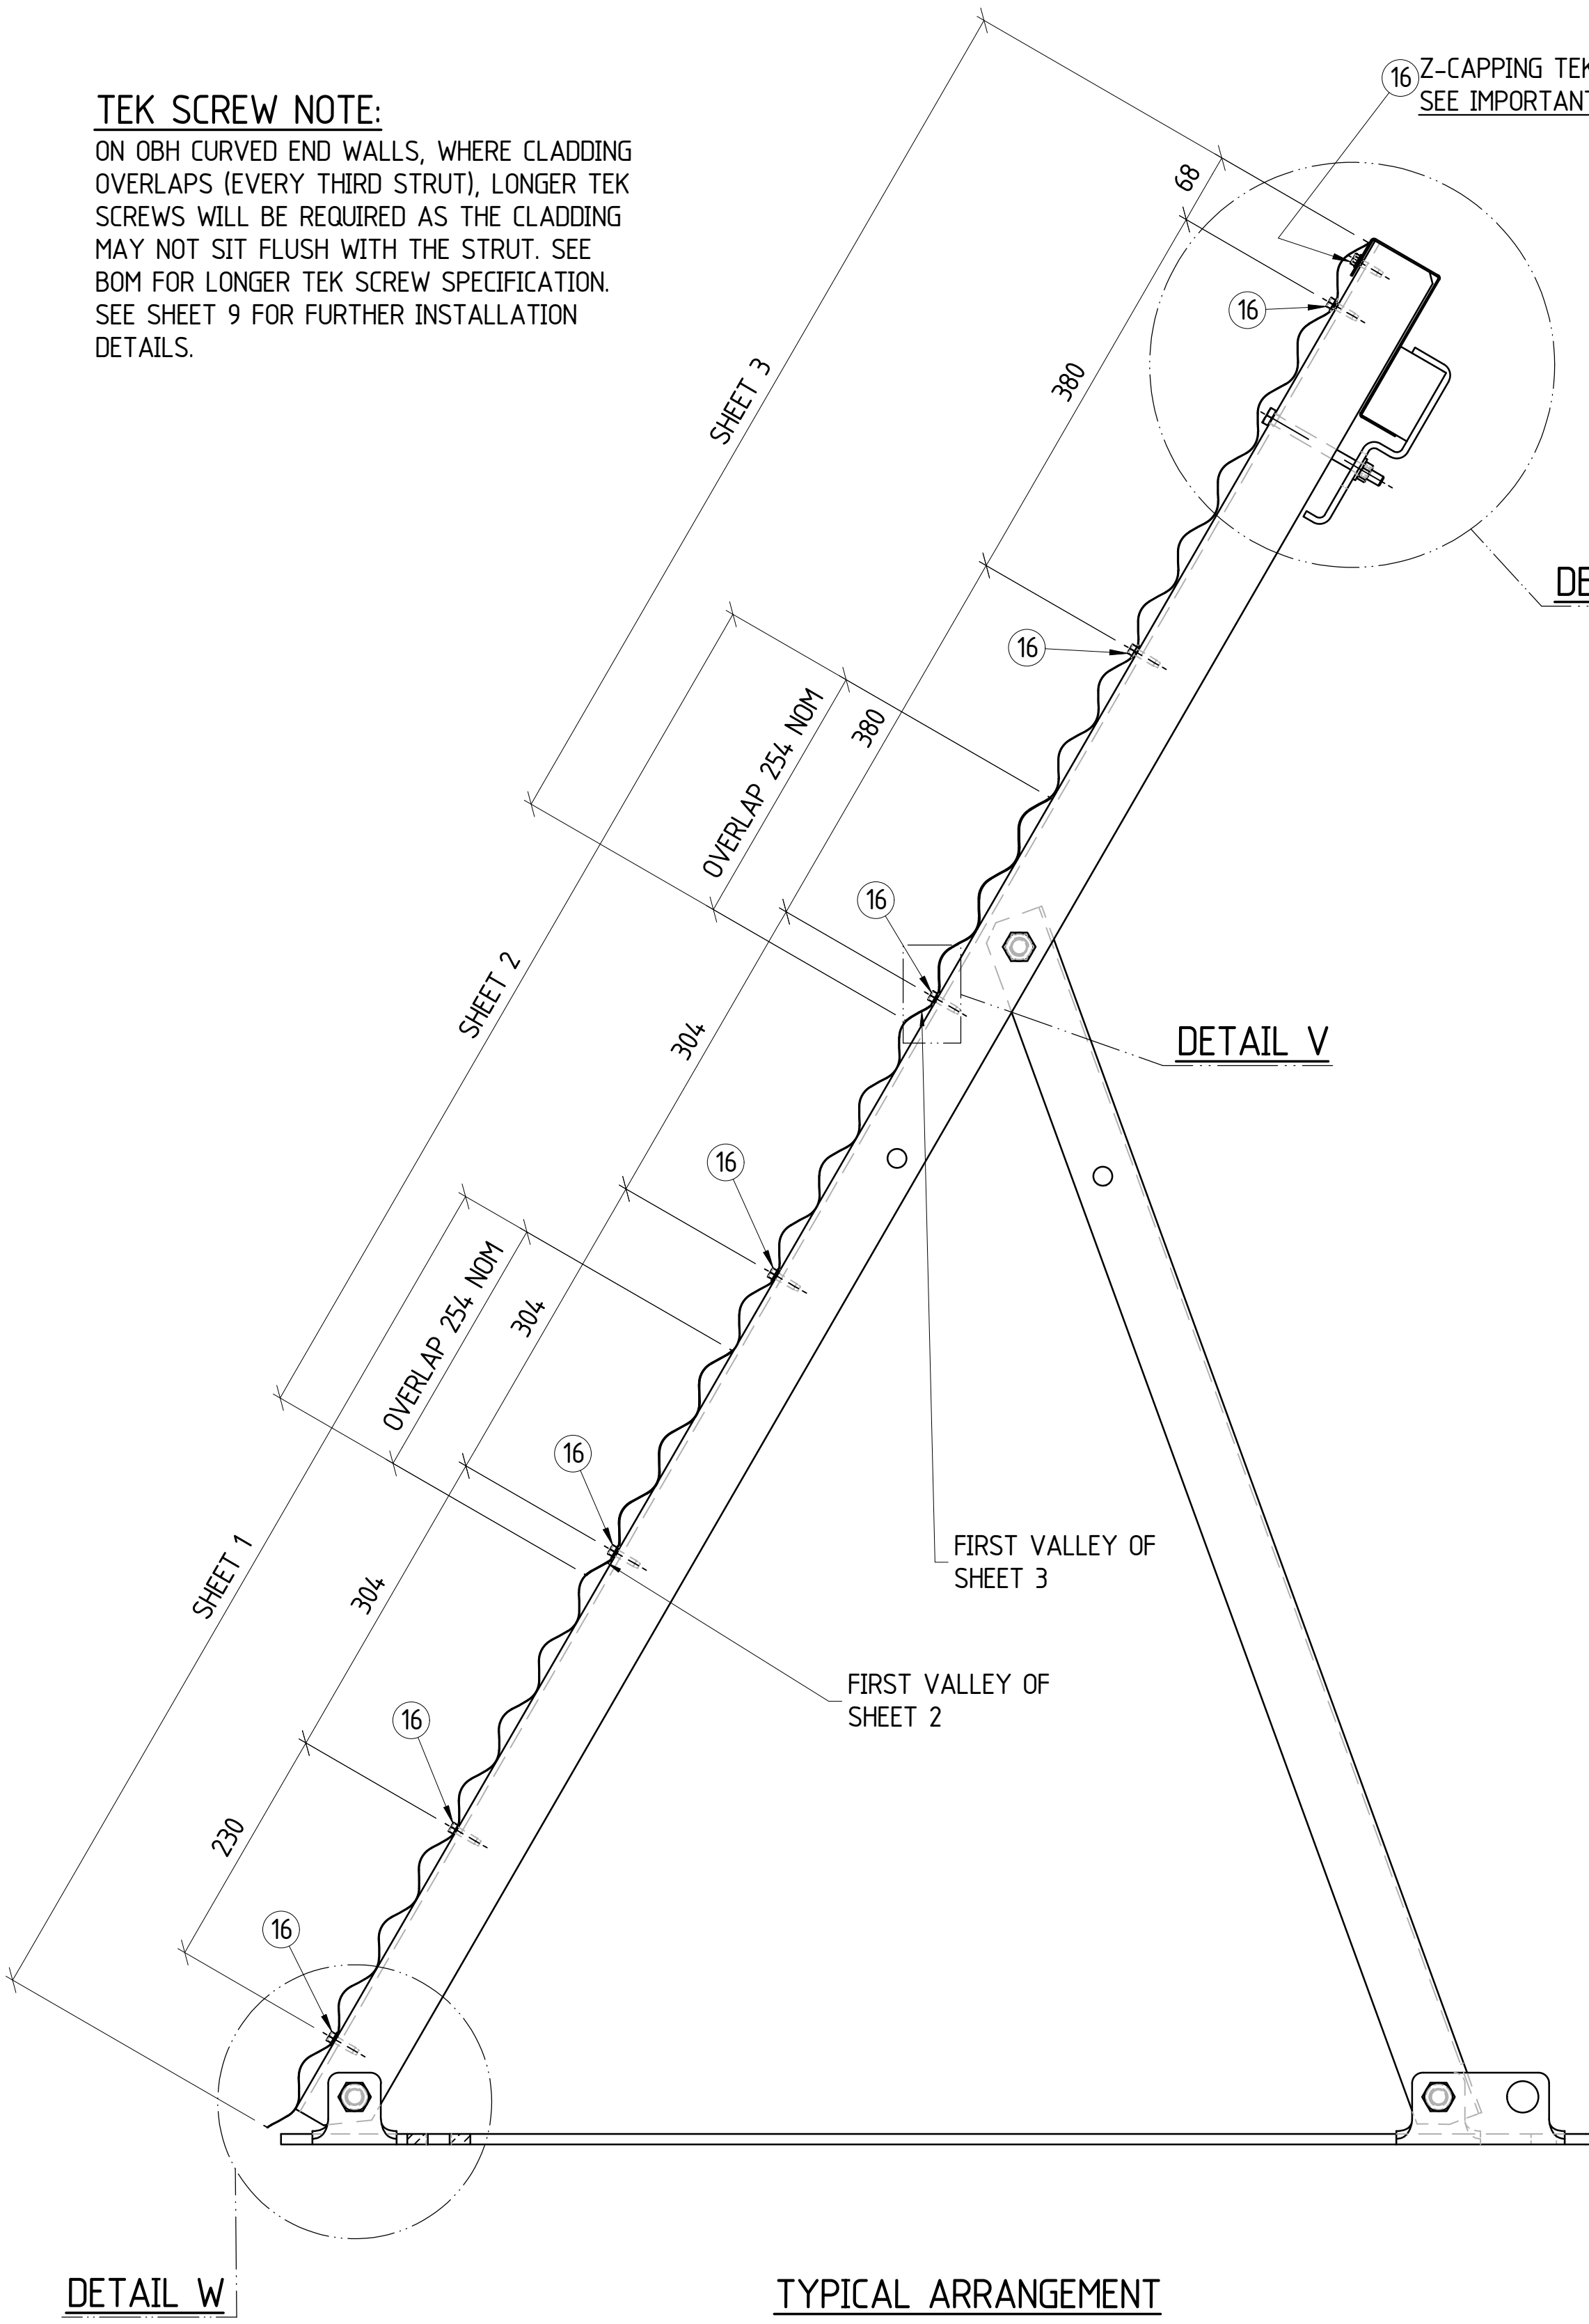 TEK SCREW NOTE:
ON OBH CURVED END WALLS, WHERE CLADDING
OVERLAPS (EVERY THIRD STRUT), LONGER TEK
SCREWS WILL BE REQUIRED AS THE CLADDING
MAY NOT SIT FLUSH WITH THE STRUT. SEE
BOM FOR LONGER TEK SCREW SPECIFICATION.
SEE SHEET 9 FOR FURTHER INSTALLATION
DETAILS.
16
Z-CAPPING TEK
SEE IMPORTANT
68
16
SHEET 3
380
DE
16
OVERLAP 254 NOM
380
16
SHEET 2
304
DETAIL V
16
OVERLAP 254 NOM
304
16
FIRST VALLEY OF
SHEET 3
SHEET 1
304
FIRST VALLEY OF
SHEET 2
16
230
16
DETAIL W
TYPICAL ARRANGEMENT